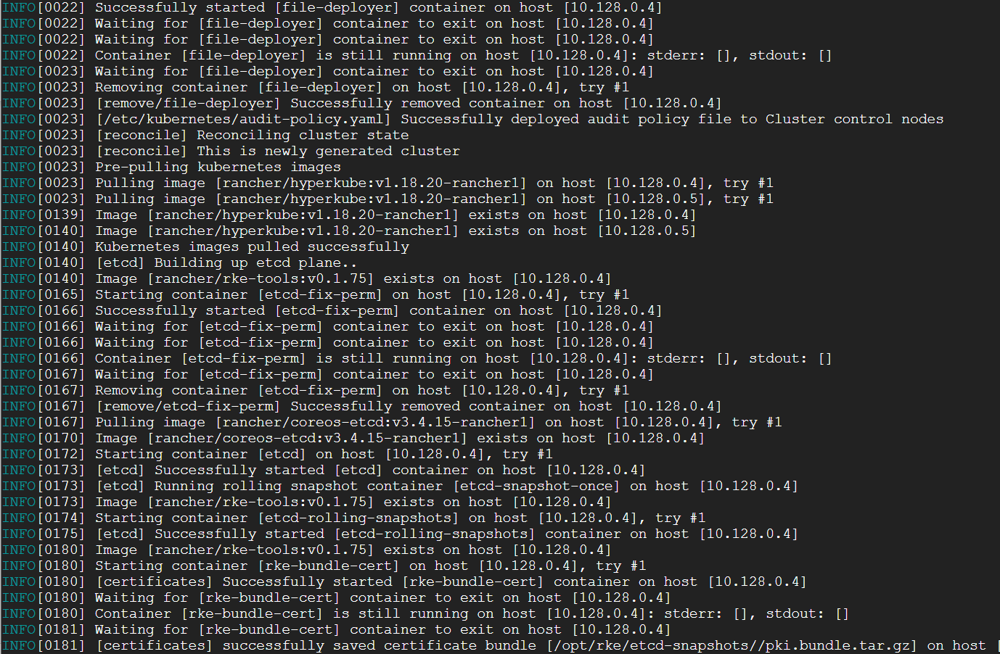 INFO[0022] Successfully started [file-deployer] container on host [10.128.0.4]
INFO[0022] Waiting for [file-deployer] container to exit on host [10.128.0.4]
INFO[0022] Waiting for [file-deployer] container to exit on host [10.128.0.4]
INFO[0022] Container [file-deployer] is still running on host [10.128.0.4]: stderr: [], stdout: []
INFO[0023] Waiting for [file-deployer] container to exit on host [10.128.0.4]
INFO[0023] Removing container [file-deployer] on host [10.128.0.4], try #1
INFO[0023] [remove/file-deployer] Successfully removed container on host [10.128.0.4]
INFO[0023] [/etc/kubernetes/audit-policy.yaml] Successfully deployed audit policy file to Cluster control nodes
INFO[0023] [reconcile] Reconciling cluster state
INFO[0023] [reconcile] This is newly generated cluster
INFO[0023] Pre-pulling kubernetes images
INFO[0023] Pulling image [rancher/hyperkube:v1.18.20-rancher1] on host [10.128.0.4], try #1
INFO[0023] Pulling image [rancher/hyperkube:v1.18.20-rancher1] on host [10.128.0.5], try #1
INFO[0139] Image [rancher/hyperkube:v1.18.20-rancher1] exists on host [10.128.0.4]
INFO[0140] Image [rancher/hyperkube:v1.18.20-rancher1] exists on host [10.128.0.5]
INFO[0140] Kubernetes images pulled successfully
INFO[0140] [etcd] Building up etcd plane..
INFO[0140] Image [rancher/rke-tools:v0.1.75] exists on host [10.128.0.4]
INFO[0165] Starting container [etcd-fix-perm] on host [10.128.0.4], try #1
INFO[0166] Successfully started [etcd-fix-perm] container on host [10.128.0.4]
INFO[0166] Waiting for [etcd-fix-perm] container to exit on host [10.128.0.4]
INFO[0166] Waiting for [etcd-fix-perm] container to exit on host [10.128.0.4]
INFO[0166] Container [etcd-fix-perm] is still running on host [10.128.0.4]: stderr: [], stdout: []
INFO[0167] Waiting for [etcd-fix-perm] container to exit on host [10.128.0.4]
INFO[0167] Removing container [etcd-fix-perm] on host [10.128.0.4], try #1
INFO[0167] [remove/etcd-fix-perm] Successfully removed container on host [10.128.0.4]
INFO[0167] Pulling image [rancher/coreos-etcd:v3.4.15-rancher1] on host [10.128.0.4], try #1
INFO[0170] Image [rancher/coreos-etcd:v3.4.15-rancher1] exists on host [10.128.0.4]
INFO[0172] Starting container [etcd] on host [10.128.0.4], try #1
INFO[0173] [etcd] Successfully started [etcd] container on host [10.128.0.4]
INFO[0173] [etcd] Running rolling snapshot container [etcd-snapshot-once] on host [10.128.0.4]
INFO[0173] Image [rancher/rke-tools:v0.1.75] exists on host [10.128.0.4]
INFO[0174] Starting container [etcd-rolling-snapshots] on host [10.128.0.4], try #1
INFO[0175] [etcd] Successfully started [etcd-rolling-snapshots] container on host [10.128.0.4]
INFO[0180] Image [rancher/rke-tools:v0.1.75] exists on host [10.128.0.4]
INFO[0180] Starting container [rke-bundle-cert] on host [10.128.0.4], try #1
INFO[0180] [certificates] Successfully started [rke-bundle-cert] container on host [10.128.0.4]
INFO[0180] Waiting for [rke-bundle-cert] container to exit on host [10.128.0.4]
INFO[0180] Container [rke-bundle-cert] is still running on host [10.128.0.4]: stderr: [], stdout: []
INFO[0181] Waiting for [rke-bundle-cert] container to exit on host [10.128.0.4]
INFO[0181] [certificates] successfully saved certificate bundle [/opt/rke/etcd-snapshots//pki.bundle.tar.gz] on host [